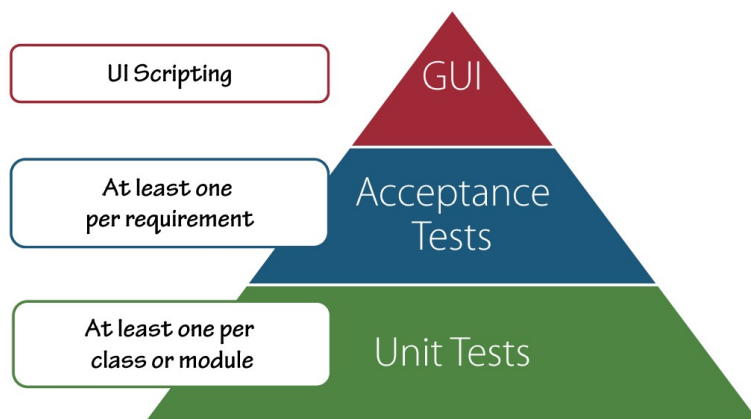 UI Scripting
GUI
At least one
per requirement
Acceptance
Tests
At least one per
class or module
Unit Tests